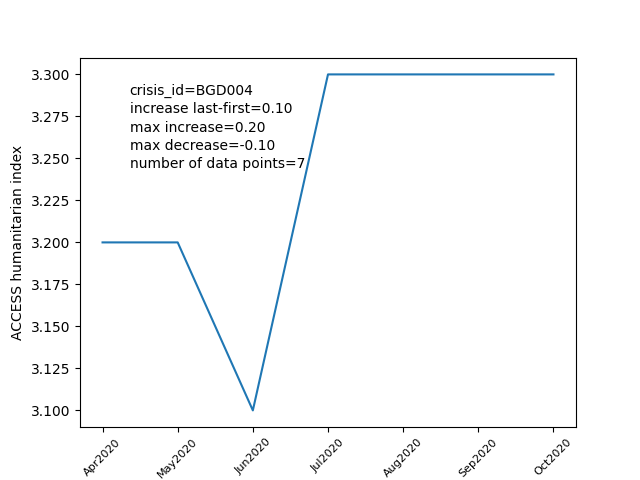 crisis_id=BGD004
increase last-first=0.10
max increase=0.20
max decrease=-0.10
number of data points=7
ACCESS humanitarian index
3.300
3.275
3.250
3.225
3.200
3.175
3.150
3.125
3.100
Apr2020
May2020
Jun2020
Jul2020
Aug2020
Sep2020
Oct2020